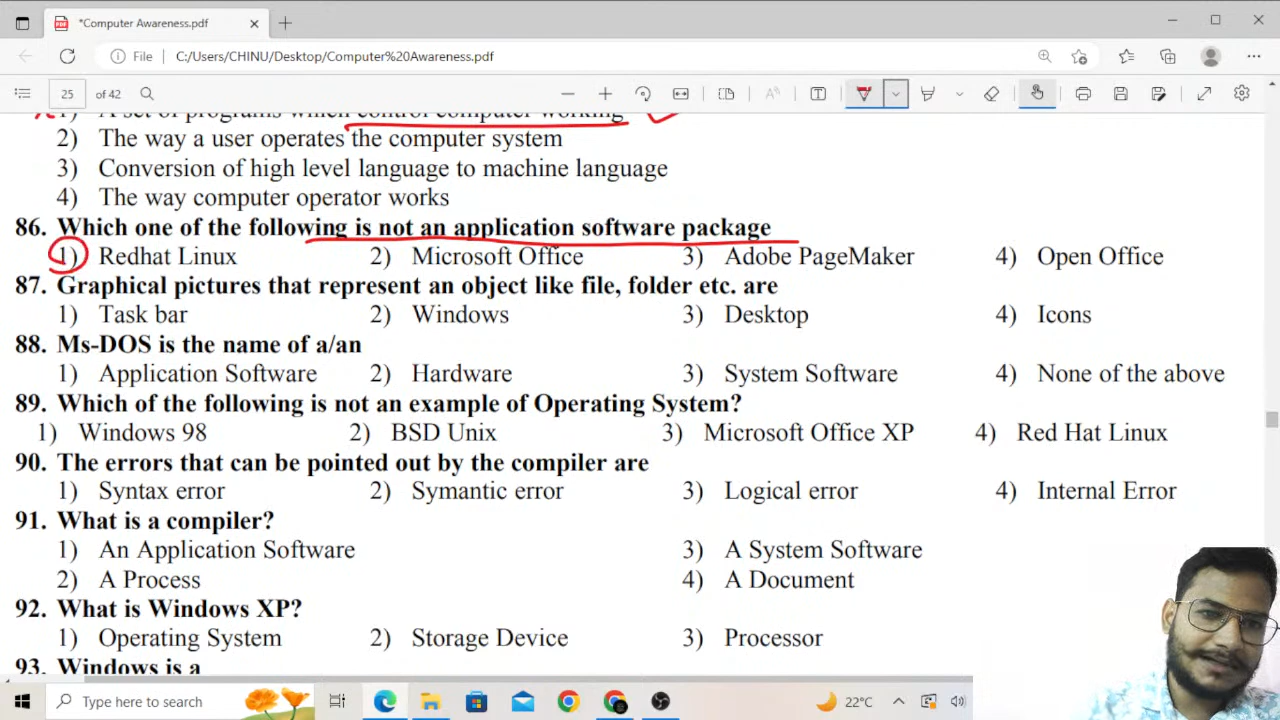 *Computer Awareness.pdf
File C:/Users/CHINU/Desktop/Computer%20Awareness.pdf
25 of 42
1) A set of programs which control computer working
2) The way a user operates the computer system
3) Conversion of high level language to machine language
4) The way computer operator works
86. Which one of the following is not an application software package
1) Redhat Linux 2) Microsoft Office 3) Adobe PageMaker 4) Open Office
87. Graphical pictures that represent an object like file, folder etc. are
1) Task bar 2) Windows 3) Desktop 4) Icons
88. Ms-DOS is the name of a/an
1) Application Software 2) Hardware 3) System Software 4) None of the above
89. Which of the following is not an example of Operating System?
1) Windows 98 2) BSD Unix 3) Microsoft Office XP 4) Red Hat Linux
90. The errors that can be pointed out by the compiler are
1) Syntax error 2) Symantic error 3) Logical error 4) Internal Error
91. What is a compiler?
1) An Application Software 3) A System Software
2) A Process 4) A Document
92. What is Windows XP?
1) Operating System 2) Storage Device 3) Processor
93. Windows is a
Type here to search 22°C